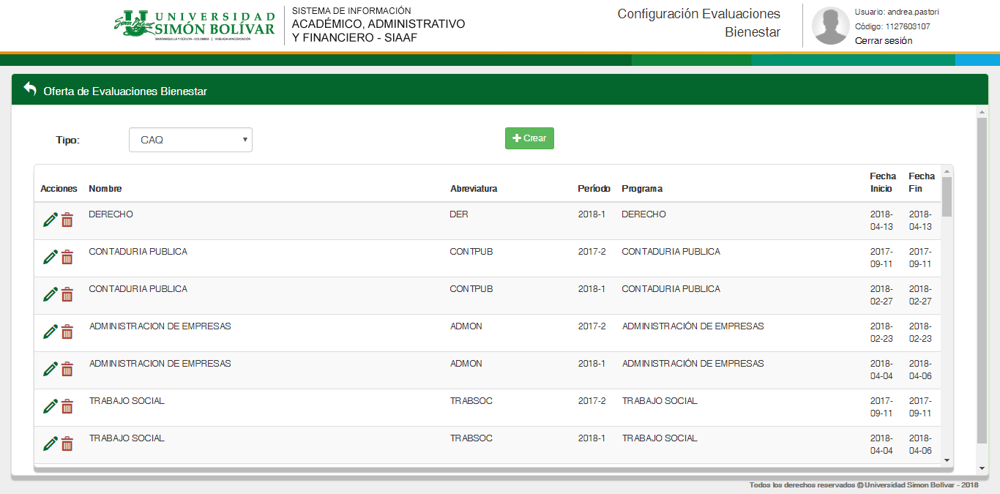 UNIVERSIDAD
SIMÓN BOLÍVAR
BARRANQUILLA Y CÚCUTA - COLOMBIA | VIGILADA MINEDUCACIÓN
SISTEMA DE INFORMACIÓN
ACADÉMICO, ADMINISTRATIVO
Y FINANCIERO - SIAAF
Configuración Evaluaciones
Bienestar
Usuario: andrea.pastori
Código: 1127603107
Cerrar sesión
Oferta de Evaluaciones Bienestar
Tipo: CAQ Crear
Acciones Nombre Abreviatura Período Programa Fecha Inicio Fecha Fin
DERECHO DER 2018-1 DERECHO 2018-04-13 2018-04-13
CONTADURIA PUBLICA CONTPUB 2017-2 CONTADURIA PUBLICA 2017-09-11 2017-09-11
CONTADURIA PUBLICA CONTPUB 2018-1 CONTADURIA PUBLICA 2018-02-27 2018-02-27
ADMINISTRACION DE EMPRESAS ADMON 2017-2 ADMINISTRACIÓN DE EMPRESAS 2018-02-23 2018-02-23
ADMINISTRACION DE EMPRESAS ADMON 2018-1 ADMINISTRACIÓN DE EMPRESAS 2018-04-04 2018-04-06
TRABAJO SOCIAL TRABSOC 2017-2 TRABAJO SOCIAL 2017-09-11 2017-09-11
TRABAJO SOCIAL TRABSOC 2018-1 TRABAJO SOCIAL 2018-04-04 2018-04-06
Todos los derechos reservados © Universidad Simon Bolívar - 2018